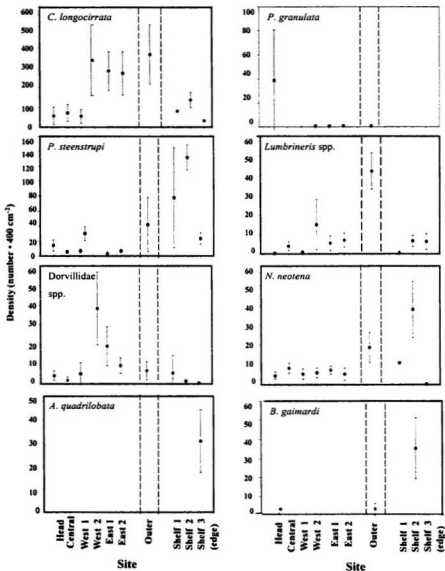 C. longocirrata
600
500
400
300
200
100
0
P. granulata
100
80
60
40
20
0
P. steenstrupi
160
140
120
100
80
60
40
20
0
Lumbrineris spp.
60
50
40
30
20
10
0
Dorvillidae
spp.
60
50
40
30
20
10
0
N. neotena
60
50
40
30
20
10
0
A. quadrilobata
50
40
30
20
10
0
B. gaimardi
60
50
40
30
20
10
0
Density (number • 400 cm⁻²)
Head
Central
West 1
West 2
East 1
East 2
Outer
Shelf 1
Shelf 2
Shelf 3
(edge)
Site
Head
Central
West 1
West 2
East 1
East 2
Outer
Shelf 1
Shelf 2
Shelf 3
(edge)
Site